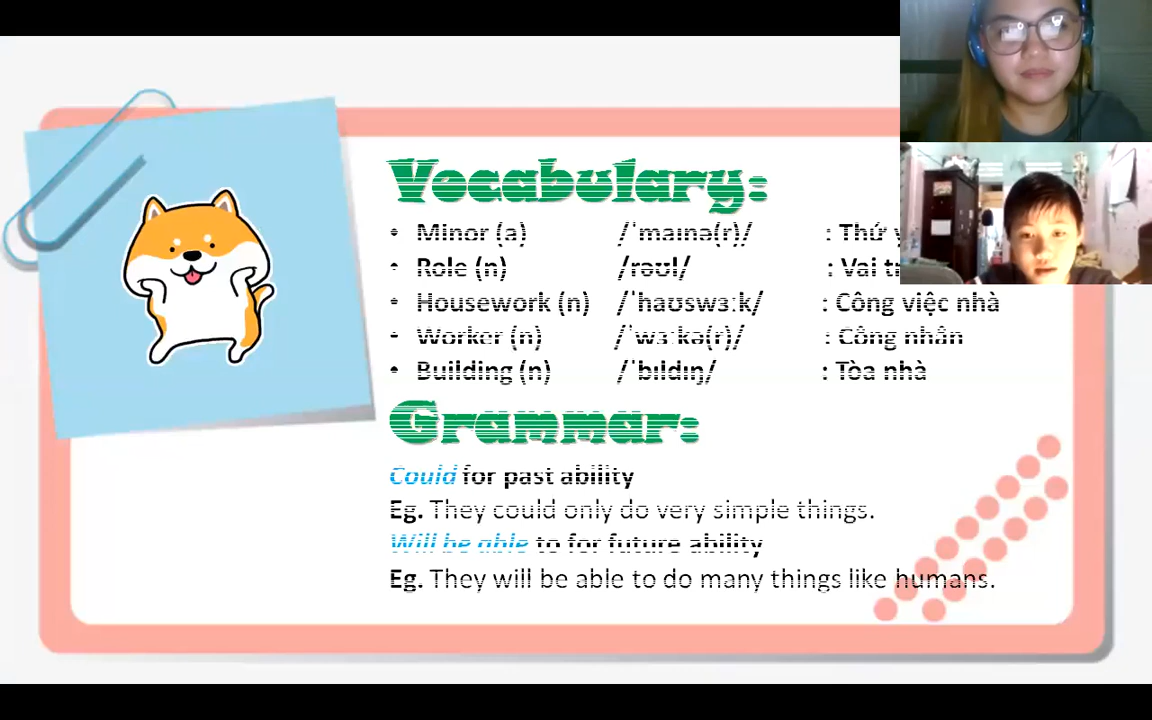 Vocabulary:
• Minor (a) /ˈmaɪnə(r)/ : Thứ
• Role (n) /rəʊl/ : Vai
• Housework (n) /ˈhaʊswɜːk/ : Công việc nhà
• Worker (n) /ˈwɜːkə(r)/ : Công nhân
• Building (n) /ˈbɪldɪŋ/ : Tòa nhà
Grammar:
Could for past ability
Eg. They could only do very simple things.
Will be able to for future ability
Eg. They will be able to do many things like humans.